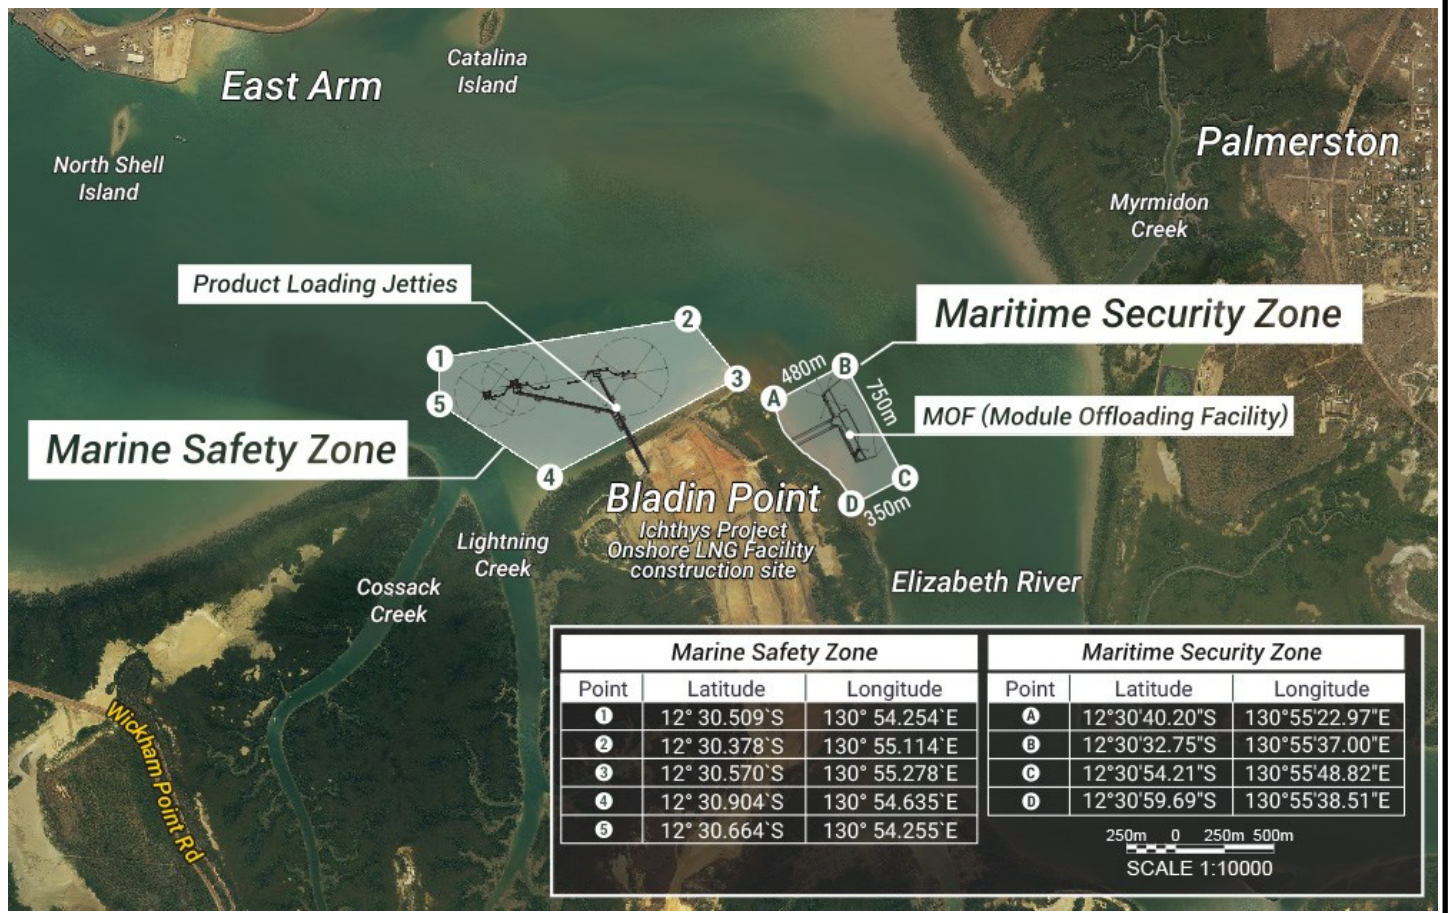 Catalina
Island
East Arm
North Shell
Island
Palmerston
Myrmidon
Creek
Product Loading Jetties
Maritime Security Zone
1
2
3
4
5
480m
A
B
750m
C
D
350m
MOF (Module Offloading Facility)
Marine Safety Zone
Bladin Point
Ichthys Project
Onshore LNG Facility
construction site
Lightning
Creek
Cossack
Creek
Elizabeth River
Wickham Point Rd
Marine Safety Zone
Point Latitude Longitude
1 12° 30.509`S 130° 54.254`E
2 12° 30.378`S 130° 55.114`E
3 12° 30.570`S 130° 55.278`E
4 12° 30.904`S 130° 54.635`E
5 12° 30.664`S 130° 54.255`E
Maritime Security Zone
Point Latitude Longitude
A 12°30'40.20"S 130°55'22.97"E
B 12°30'32.75"S 130°55'37.00"E
C 12°30'54.21"S 130°55'48.82"E
D 12°30'59.69"S 130°55'38.51"E
250m 0 250m 500m
SCALE 1:10000